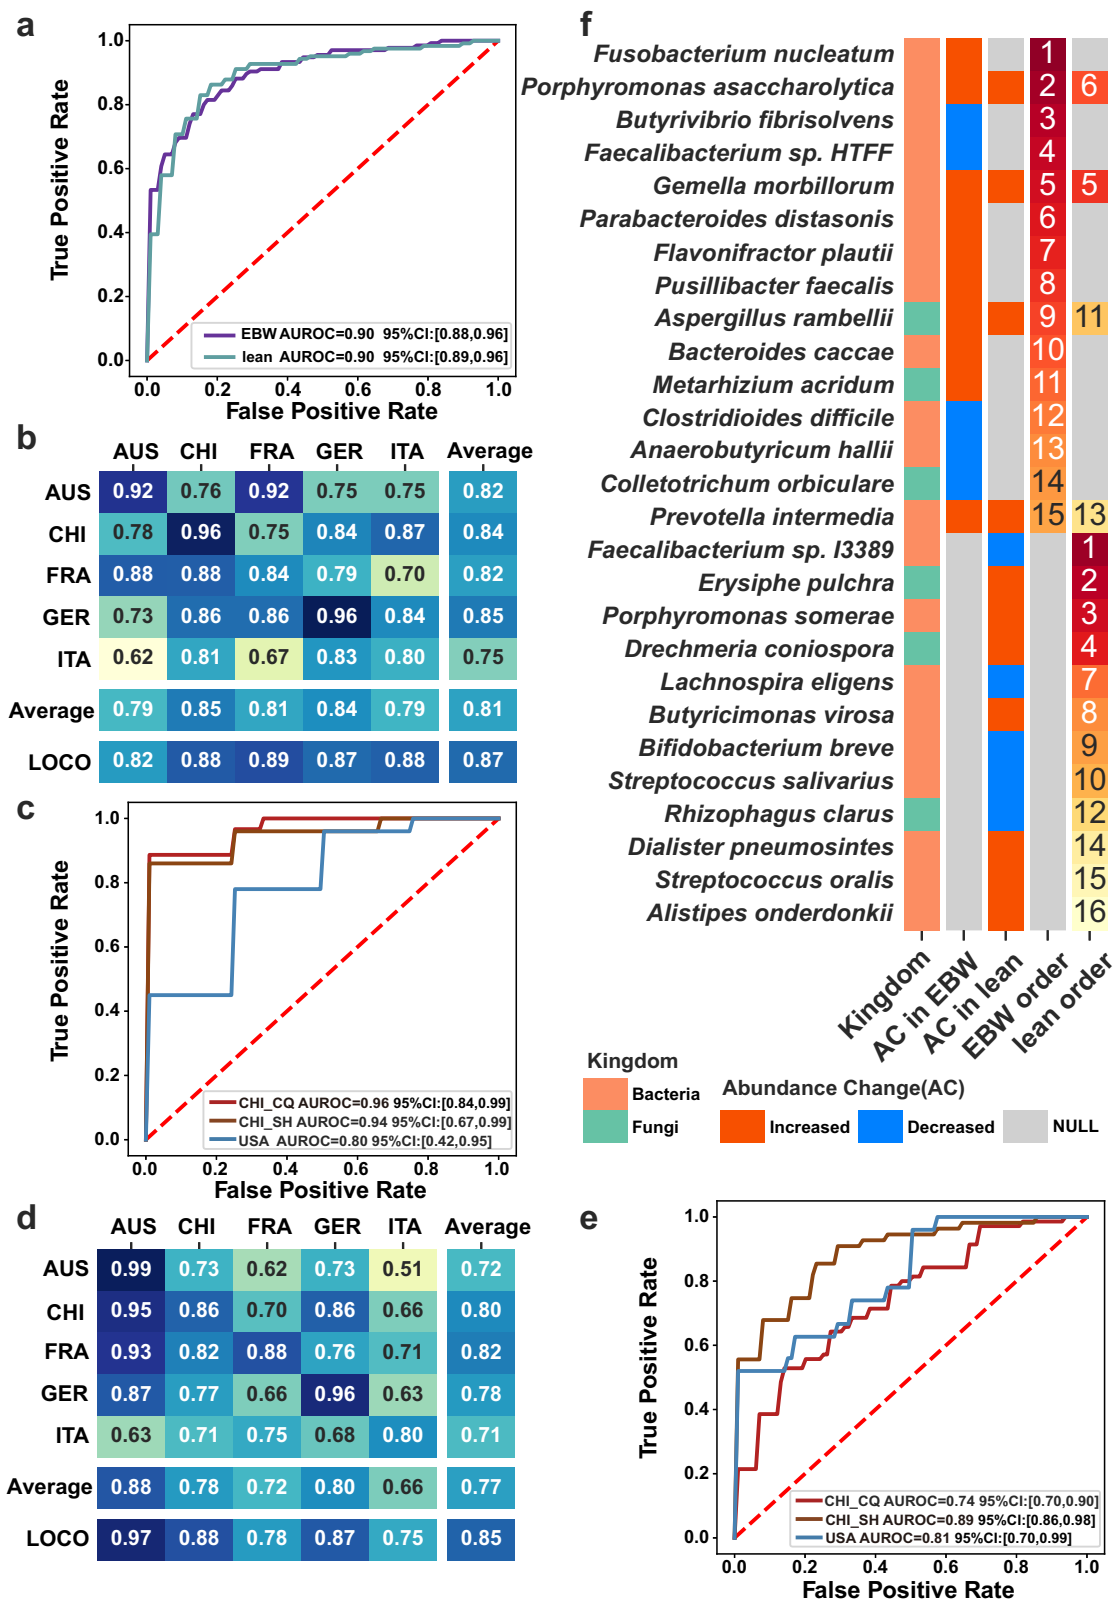 a
True Positive Rate
1.0
0.8
0.6
0.4
0.2
0.0
EBW AUROC=0.90 95%CI:[0.88,0.96]
lean AUROC=0.90 95%CI:[0.89,0.96]
0.0 0.2 0.4 0.6 0.8 1.0
False Positive Rate
b
AUS CHI FRA GER ITA Average
AUS 0.92 0.76 0.92 0.75 0.75 0.82
CHI 0.78 0.96 0.75 0.84 0.87 0.84
FRA 0.88 0.88 0.84 0.79 0.70 0.82
GER 0.73 0.86 0.86 0.96 0.84 0.85
ITA 0.62 0.81 0.67 0.83 0.80 0.75
Average 0.79 0.85 0.81 0.84 0.79 0.81
LOCO 0.82 0.88 0.89 0.87 0.88 0.87
c
True Positive Rate
1.0
0.8
0.6
0.4
0.2
0.0
CHI_CQ AUROC=0.96 95%CI:[0.84,0.99]
CHI_SH AUROC=0.94 95%CI:[0.67,0.99]
USA AUROC=0.80 95%CI:[0.42,0.95]
0.0 0.2 0.4 0.6 0.8 1.0
False Positive Rate
d
AUS CHI FRA GER ITA Average
AUS 0.99 0.73 0.62 0.73 0.51 0.72
CHI 0.95 0.86 0.70 0.86 0.66 0.80
FRA 0.93 0.82 0.88 0.76 0.71 0.82
GER 0.87 0.77 0.66 0.96 0.63 0.78
ITA 0.63 0.71 0.75 0.68 0.80 0.71
Average 0.88 0.78 0.72 0.80 0.66 0.77
LOCO 0.97 0.88 0.78 0.87 0.75 0.85
f
Fusobacterium nucleatum 1
Porphyromonas asaccharolytica 2 6
Butyrivibrio fibrisolvens 3
Faecalibacterium sp. HTFF 4
Gemella morbillorum 5 5
Parabacteroides distasonis 6
Flavonifractor plautii 7
Pusillibacter faecalis 8
Aspergillus rambellii 9 11
Bacteroides caccae 10
Metarhizium acridum 11
Clostridioides difficile 12
Anaerobutyricum hallii 13
Colletotrichum orbiculare 14
Prevotella intermedia 15 13
Faecalibacterium sp. I3389 1
Erysiphe pulchra 2
Porphyromonas somerae 3
Drechmeria coniospora 4
Lachnospira eligens 7
Butyricimonas virosa 8
Bifidobacterium breve 9
Streptococcus salivarius 10
Rhizophagus clarus 12
Dialister pneumosintes 14
Streptococcus oralis 15
Alistipes onderdonkii 16
Kingdom
AC in EBW
AC in lean
EBW order
lean order
Kingdom
Bacteria
Fungi
Abundance Change(AC)
Increased Decreased NULL
e
True Positive Rate
1.0
0.8
0.6
0.4
0.2
0.0
CHI_CQ AUROC=0.74 95%CI:[0.70,0.90]
CHI_SH AUROC=0.89 95%CI:[0.86,0.98]
USA AUROC=0.81 95%CI:[0.70,0.99]
0.0 0.2 0.4 0.6 0.8 1.0
False Positive Rate